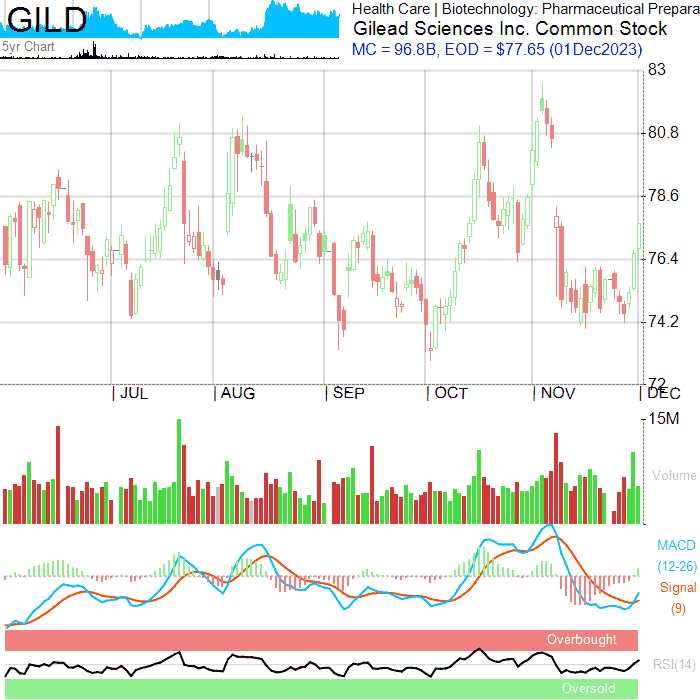 GILD
5yr Chart
Health Care | Biotechnology: Pharmaceutical Prepara
Gilead Sciences Inc. Common Stock
MC = 96.8B, EOD = $77.65 (01Dec2023)
83
80.8
78.6
76.4
74.2
72
JUL AUG SEP OCT NOV DEC
15M
Volume
MACD
(12-26)
Signal
(9)
Overbought
RSI(14)
Oversold